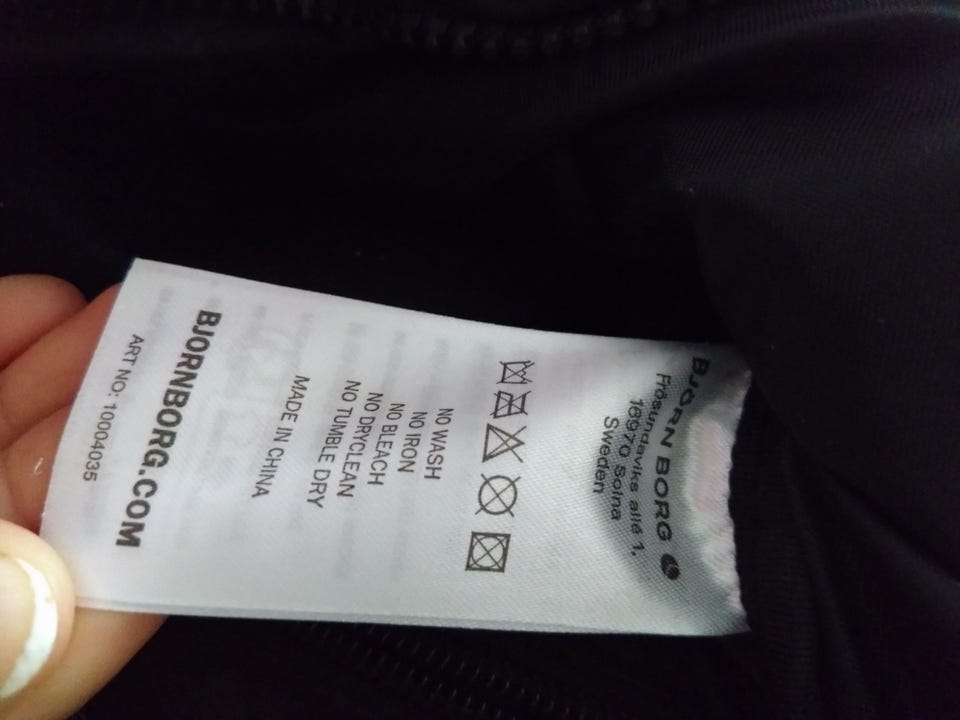 BJÖRN BORG
Frösundaviks allé 1,
16970 Solna
Sweden
NO WASH
NO IRON
NO BLEACH
NO DRYCLEAN
NO TUMBLE DRY
MADE IN CHINA
BJORNBORG.COM
ART NO: 10004035